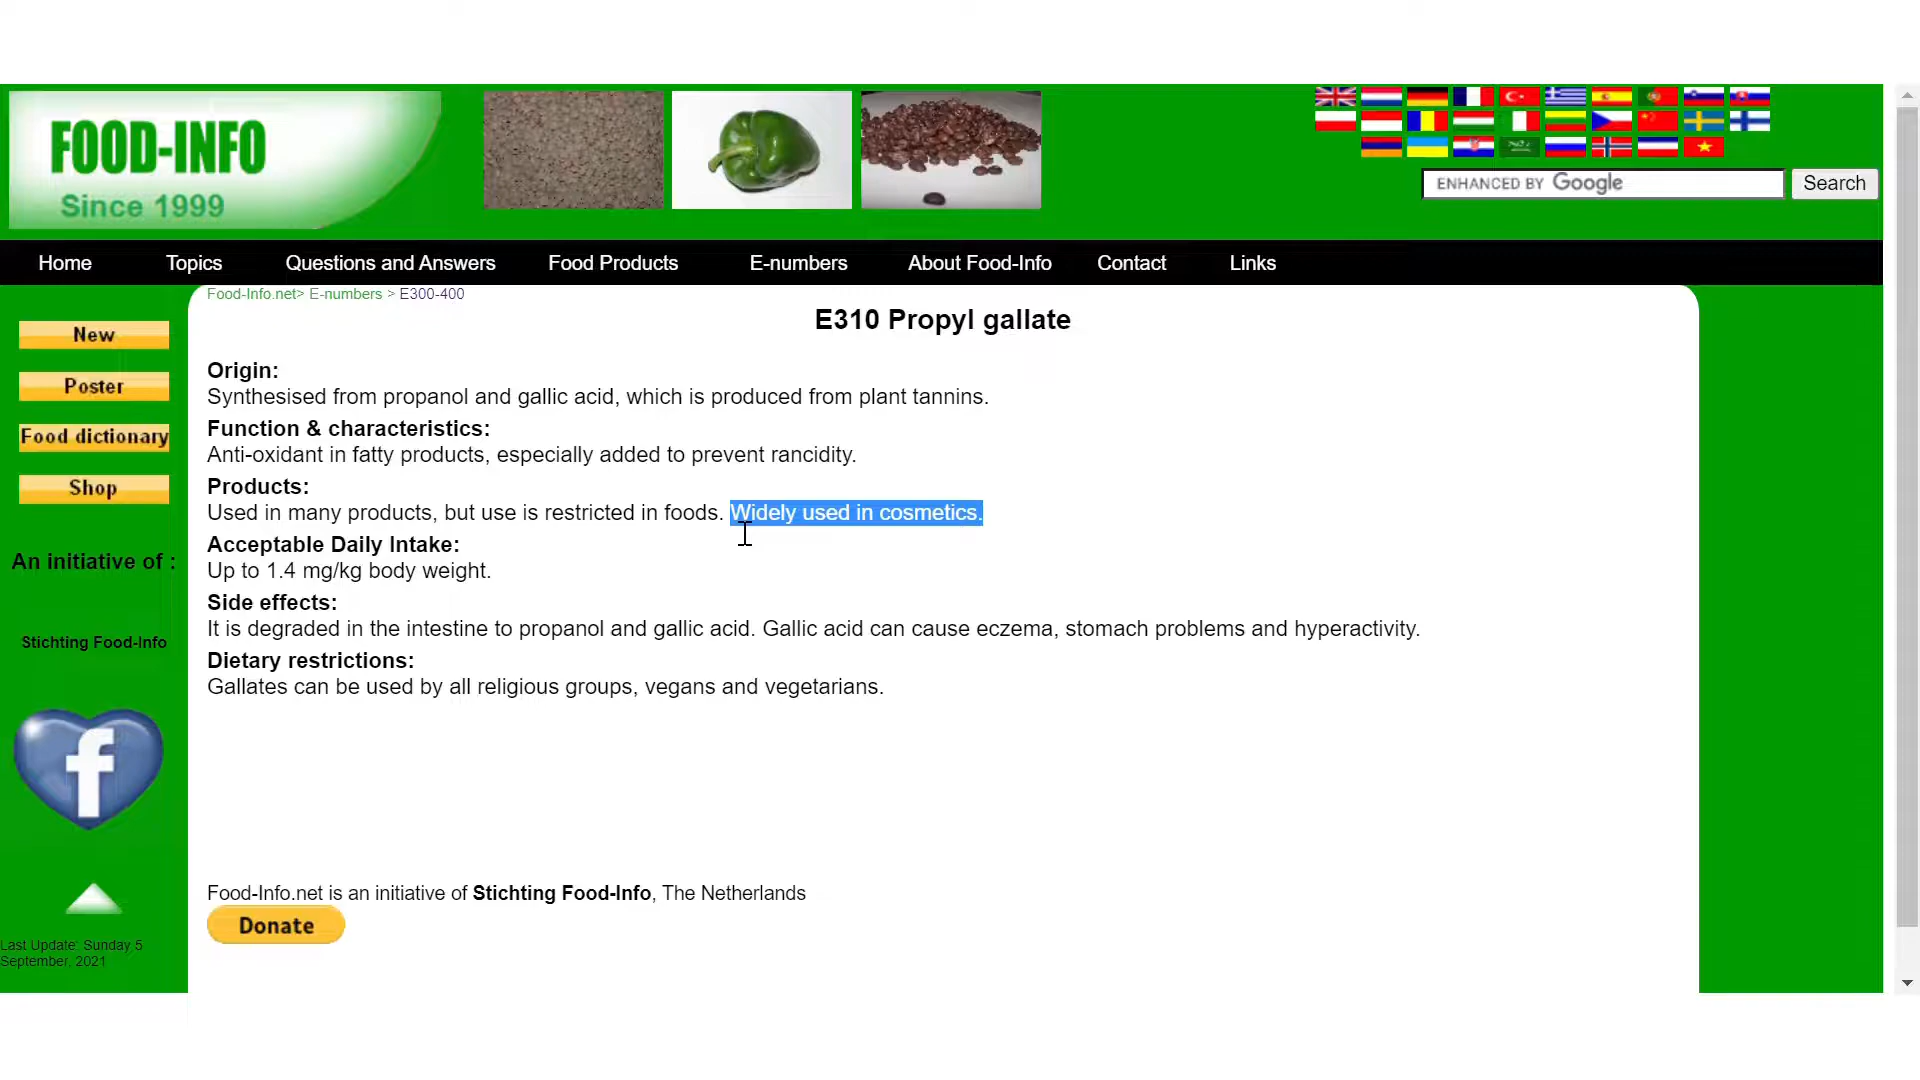 FOOD-INFO
Since 1999
ENHANCED BY Google
Search
Home Topics Questions and Answers Food Products E-numbers About Food-Info Contact Links
Food-Info.net> E-numbers > E300-400
E310 Propyl gallate
New
Poster
Food dictionary
Shop
An initiative of :
Stichting Food-Info
f
Last Update: Sunday 5
September, 2021
Origin:
Synthesised from propanol and gallic acid, which is produced from plant tannins.
Function & characteristics:
Anti-oxidant in fatty products, especially added to prevent rancidity.
Products:
Used in many products, but use is restricted in foods. Widely used in cosmetics.
Acceptable Daily Intake:
Up to 1.4 mg/kg body weight.
Side effects:
It is degraded in the intestine to propanol and gallic acid. Gallic acid can cause eczema, stomach problems and hyperactivity.
Dietary restrictions:
Gallates can be used by all religious groups, vegans and vegetarians.
Food-Info.net is an initiative of Stichting Food-Info, The Netherlands
Donate